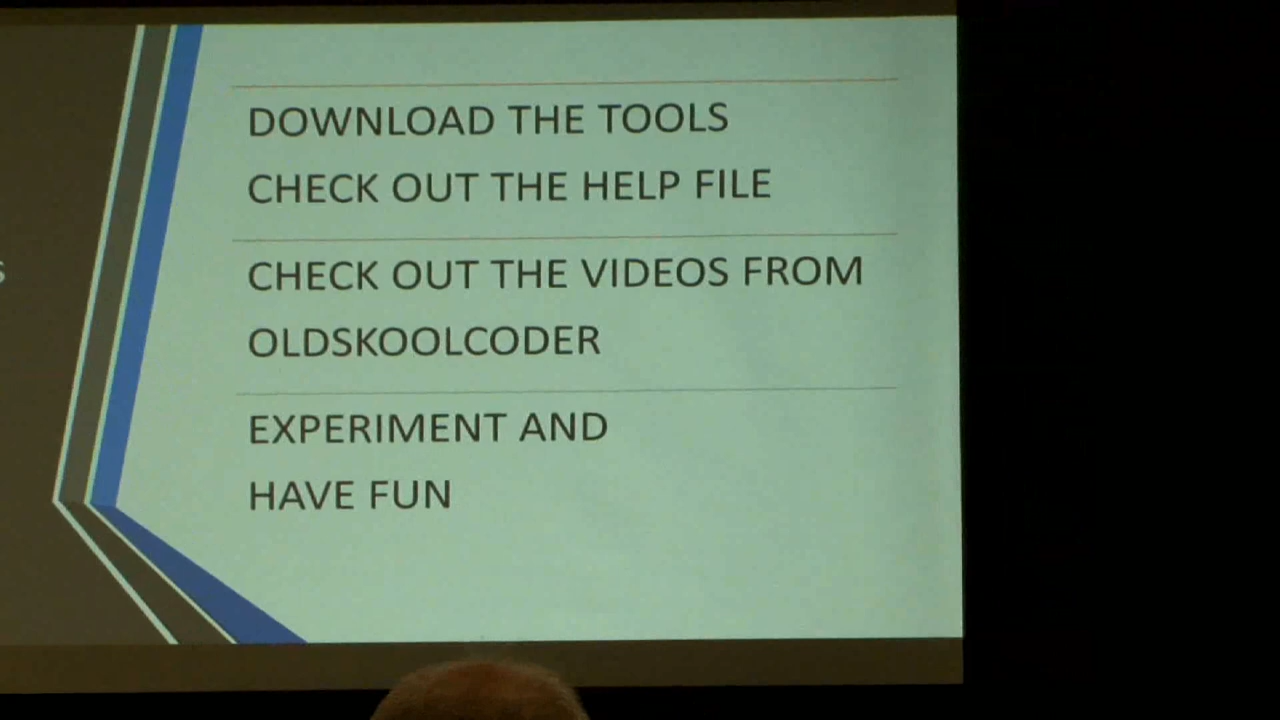 DOWNLOAD THE TOOLS
CHECK OUT THE HELP FILE
CHECK OUT THE VIDEOS FROM
OLDSKOOLCODER
EXPERIMENT AND
HAVE FUN